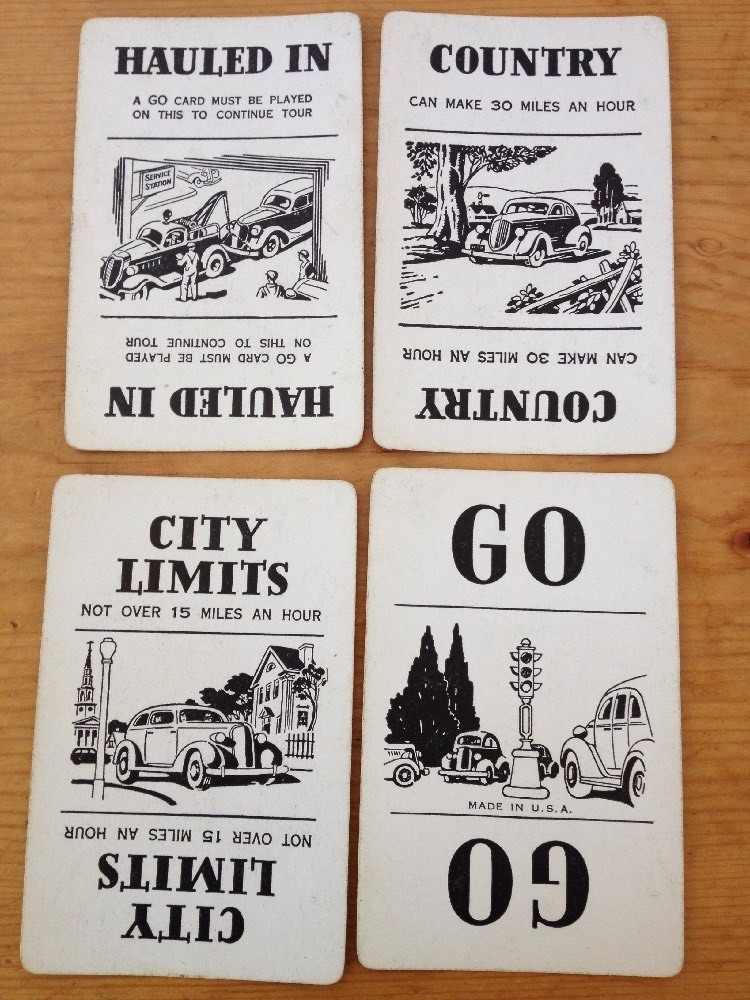 HAULED IN
A GO CARD MUST BE PLAYED
ON THIS TO CONTINUE TOUR
SERVICE
STATION
A GO CARD MUST BE PLAYED
ON THIS TO CONTINUE TOUR
HAULED IN
COUNTRY
CAN MAKE 30 MILES AN HOUR
CAN MAKE 30 MILES AN HOUR
COUNTRY
CITY
LIMITS
NOT OVER 15 MILES AN HOUR
NOT OVER 15 MILES AN HOUR
CITY
LIMITS
GO
MADE IN U.S.A.
GO